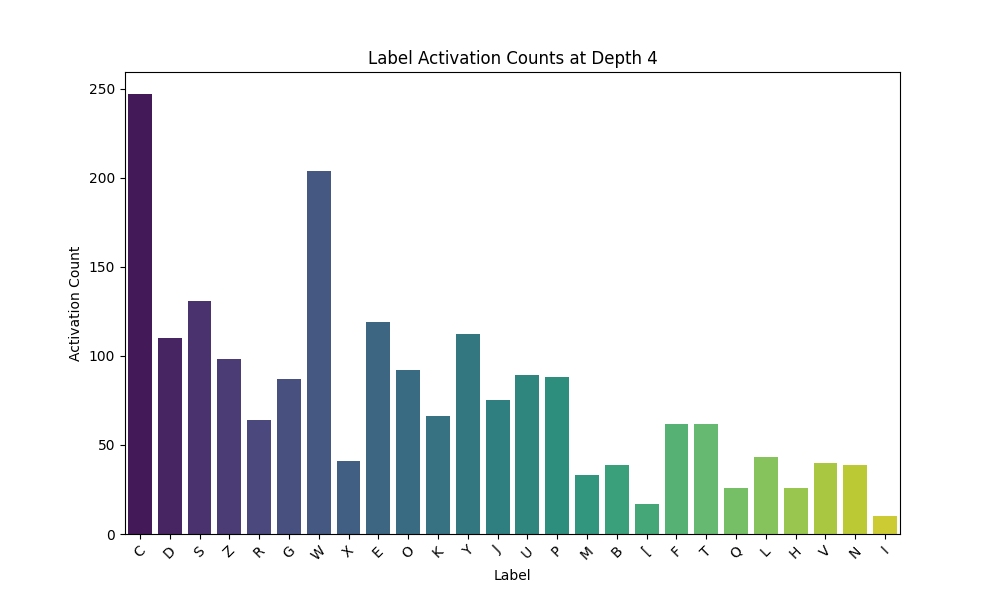 Label Activation Counts at Depth 4
250
200
150
100
50
0
Activation Count
C D S Z R G W X E O K Y J U P M B [ F T Q L H V N I
Label